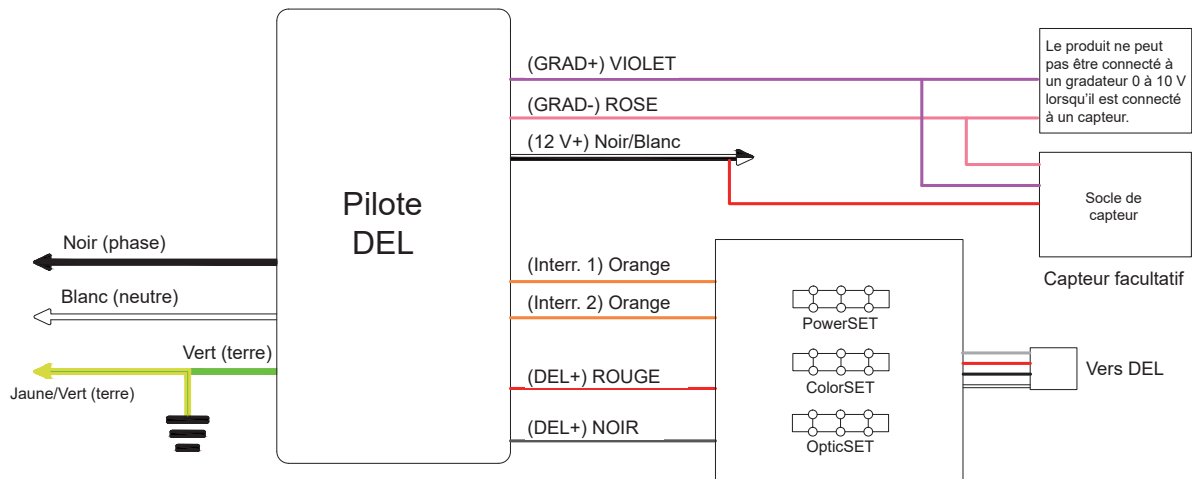 (GRAD+) VIOLET
(GRAD-) ROSE
(12 V+) Noir/Blanc
Le produit ne peut
pas être connecté à
un gradateur 0 à 10 V
lorsqu'il est connecté
à un capteur.
Pilote
DEL
Socle de
capteur
Capteur facultatif
Noir (phase)
Blanc (neutre)
Vert (terre)
Jaune/Vert (terre)
(Interr. 1) Orange
(Interr. 2) Orange
(DEL+) ROUGE
(DEL+) NOIR
PowerSET
ColorSET
OpticSET
Vers DEL